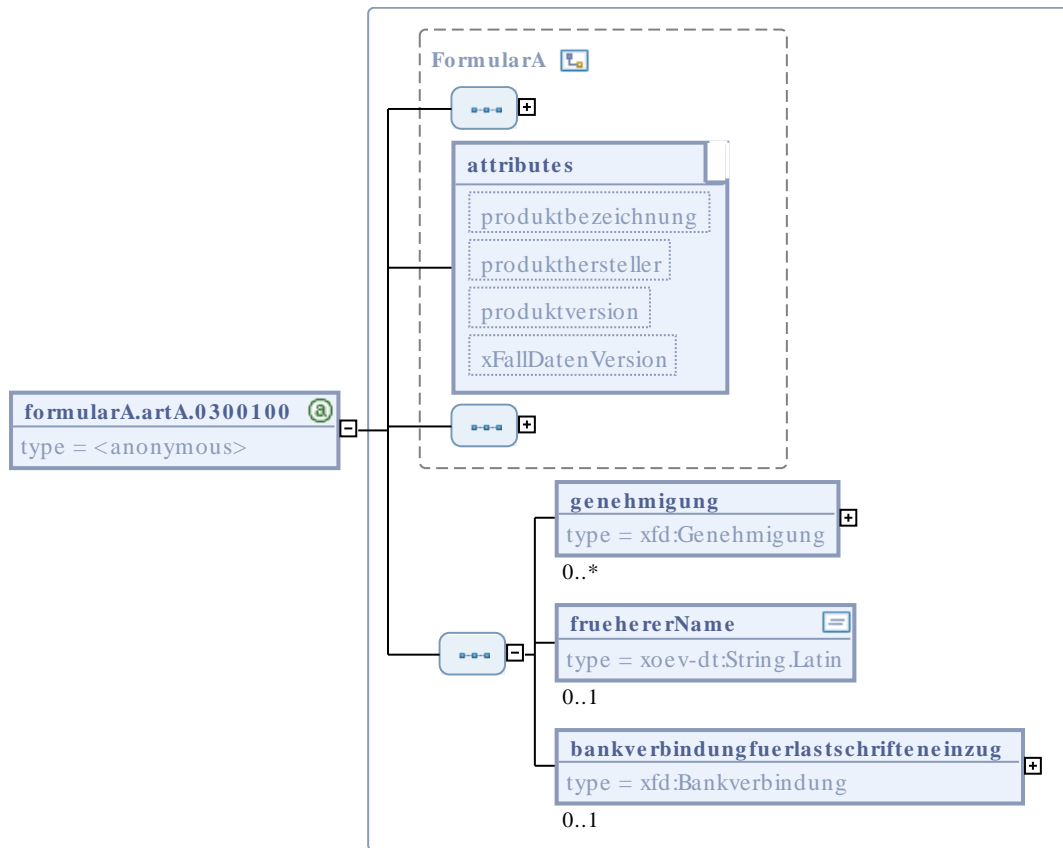 FormularA
attributes
produktbezeichnung
produkthersteller
produktversion
xFallDatenVersion
formularA.artA.0300100
type = <anonymous>
genehmigung
type = xfd:Genehmigung
0..*
fruehererName
type = xoev-dt:String.Latin
0..1
bankverbindungfuerlastschrifteneinzug
type = xfd:Bankverbindung
0..1